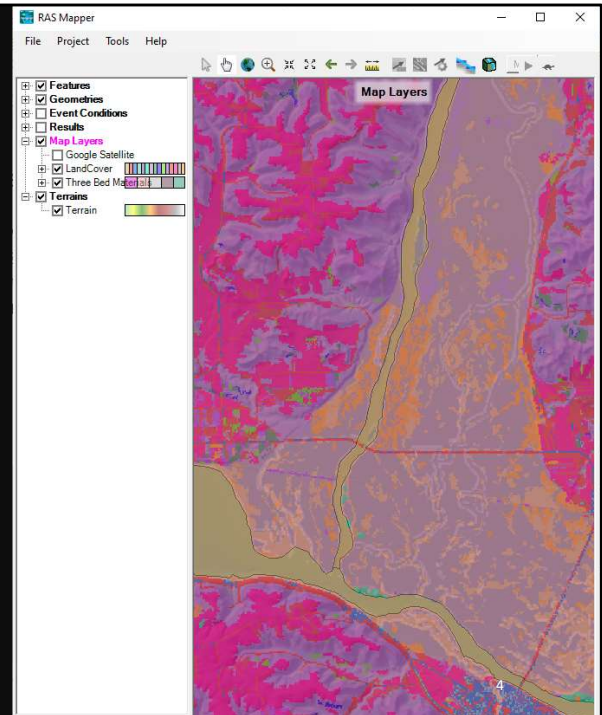 RAS Mapper
File Project Tools Help
Map Layers
Features
Geometries
Event Conditions
Results
Map Layers
Google Satellite
LandCover
Three Bed Materials
Terrains
Terrain
4